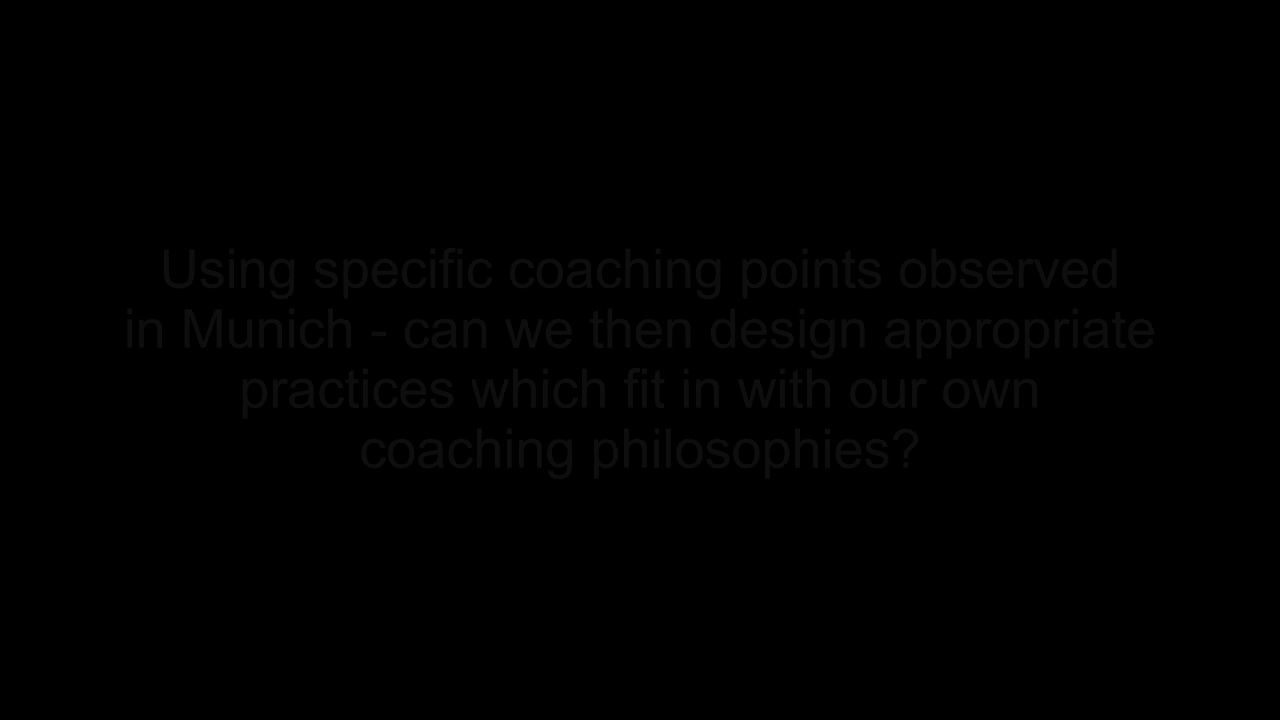 Using specific coaching points observed
in Munich - can we then design appropriate
practices which fit in with our own
coaching philosophies?